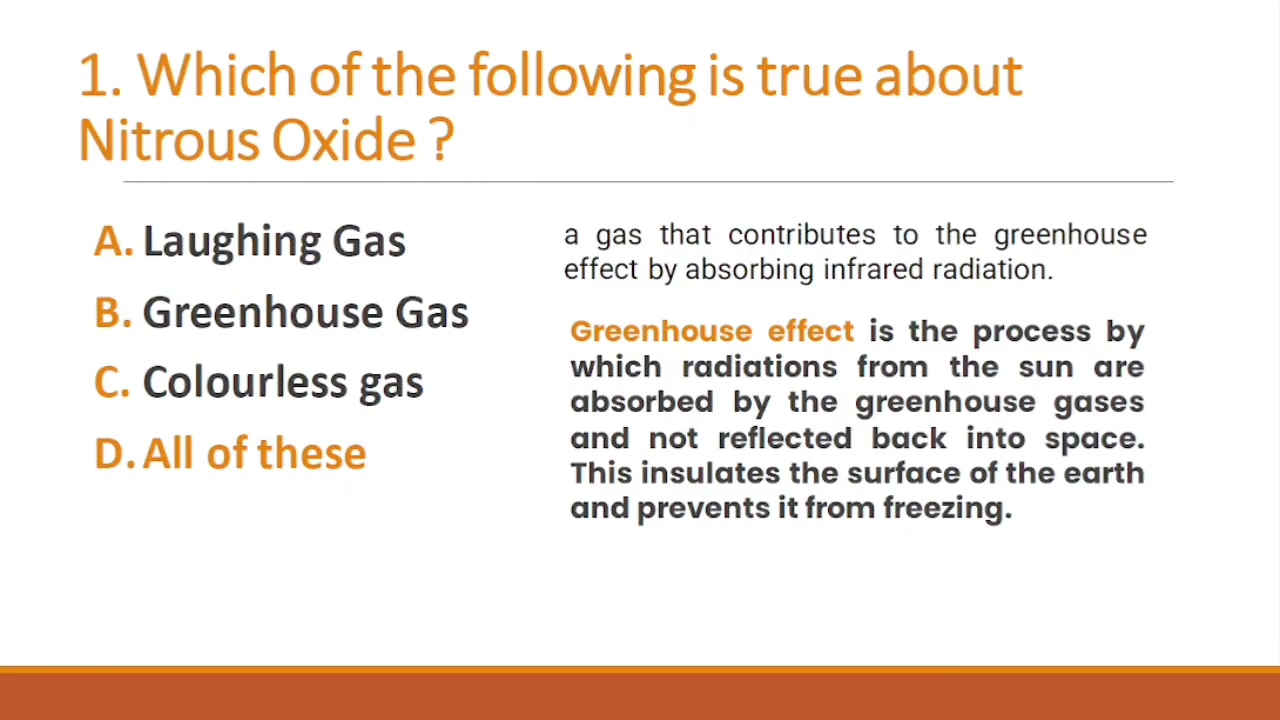 1. Which of the following is true about
Nitrous Oxide ?
A. Laughing Gas
B. Greenhouse Gas
C. Colourless gas
D. All of these
a gas that contributes to the greenhouse
effect by absorbing infrared radiation.
Greenhouse effect is the process by
which radiations from the sun are
absorbed by the greenhouse gases
and not reflected back into space.
This insulates the surface of the earth
and prevents it from freezing.